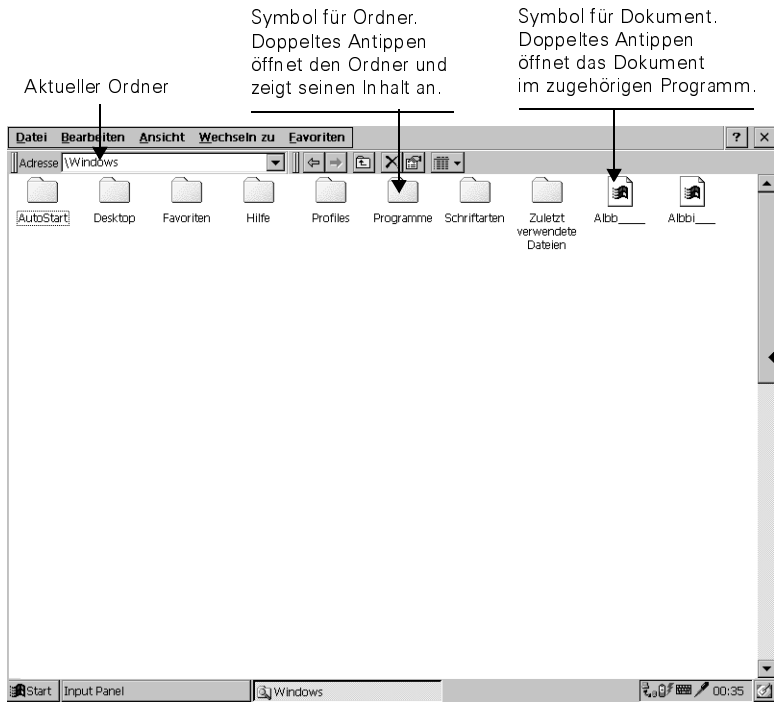 Symbol für Ordner.
Doppeltes Antippen
öffnet den Ordner und
zeigt seinen Inhalt an.
Symbol für Dokument.
Doppeltes Antippen
öffnet das Dokument
im zugehörigen Programm.
Aktueller Ordner
Datei Bearbeiten Ansicht Wechseln zu Favoriten ? ×
Adresse \Windows
AutoStart Desktop Favoriten Hilfe Profiles Programme Schriftarten Zuletzt verwendete Dateien Albb____ Albbi___
Start Input Panel Windows 00:35